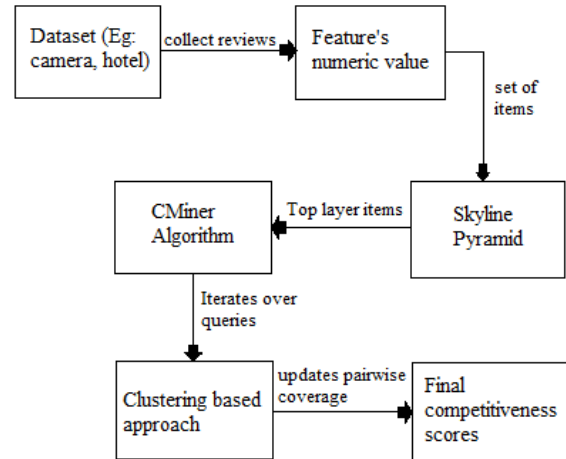 Dataset (Eg:
camera, hotel)
collect reviews
Feature's
numeric value
set of
items
Skyline
Pyramid
Top layer items
CMiner
Algorithm
Iterates over
queries
Clustering based
approach
updates pairwise
coverage
Final
competitiveness
scores